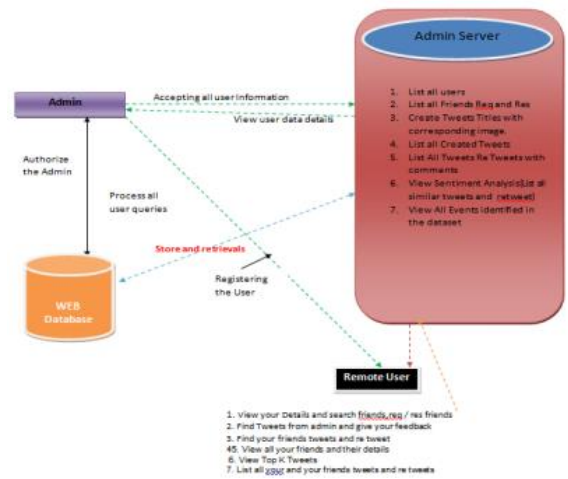 Admin Server
1. List all users
2. List all Friends Req and Res
3. Create Tweets Titles with
corresponding image.
4. List all Created Tweets
5. List All Tweets Re Tweets with
comments
6. View Sentiment Analysis(List all
similar tweets and retweet)
7. View All Events Identified in
the dataset
Admin
Accepting all user Information
View user data details
Authorize
the Admin
Process all
user queries
Store and retrievals
Registering
the User
WEB
Database
Remote User
1. View your Details and search friends,req / res friends
2. Find Tweets from admin and give your feedback
3. Find your friends tweets and re tweet
45. View all your friends and their details
6. View Top K Tweets
7. List all your and your friends tweets and re tweets